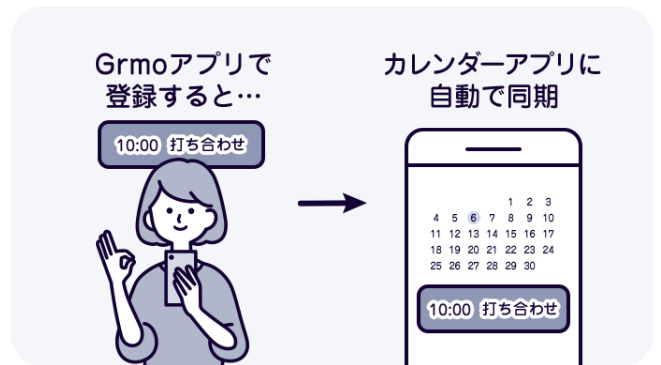 Grmoアプリで
登録すると…
10:00 打ち合わせ
カレンダーアプリに
自動で同期
1 2 3
4 5 6 7 8 9 10
11 12 13 14 15 16 17
18 19 20 21 22 23 24
25 26 27 28 29 30
10:00 打ち合わせ